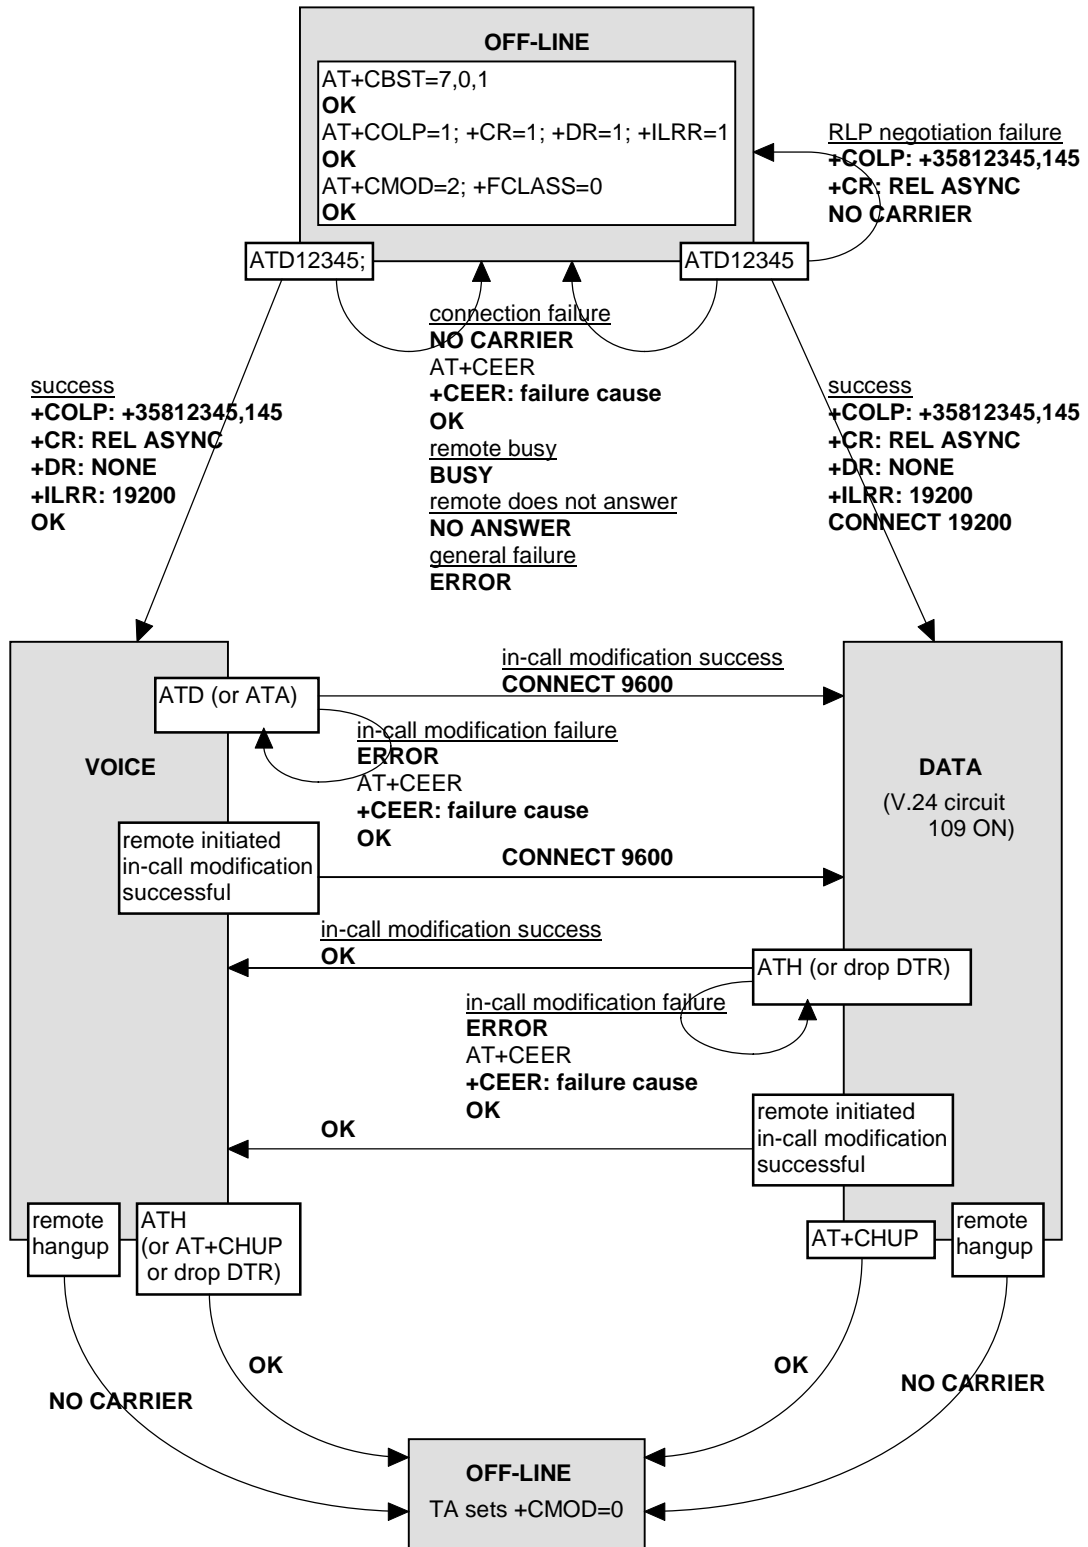 OFF-LINE
AT+CBST=7,0,1
OK
AT+COLP=1; +CR=1; +DR=1; +ILRR=1
OK
AT+CMOD=2; +FCLASS=0
OK
RLP negotiation failure
+COLP: +35812345,145
+CR: REL ASYNC
NO CARRIER
ATD12345;
ATD12345
connection failure
NO CARRIER
AT+CEER
+CEER: failure cause
OK
remote busy
BUSY
remote does not answer
NO ANSWER
general failure
ERROR
success
+COLP: +35812345,145
+CR: REL ASYNC
+DR: NONE
+ILRR: 19200
OK
success
+COLP: +35812345,145
+CR: REL ASYNC
+DR: NONE
+ILRR: 19200
CONNECT 19200
VOICE
ATD (or ATA)
in-call modification success
CONNECT 9600
in-call modification failure
ERROR
AT+CEER
+CEER: failure cause
OK
DATA
(V.24 circuit
109 ON)
remote initiated
in-call modification
successful
CONNECT 9600
in-call modification success
OK
ATH (or drop DTR)
in-call modification failure
ERROR
AT+CEER
+CEER: failure cause
OK
remote initiated
in-call modification
successful
OK
remote
hangup
ATH
(or AT+CHUP
or drop DTR)
AT+CHUP
remote
hangup
OK
NO CARRIER
OK
NO CARRIER
OFF-LINE
TA sets +CMOD=0